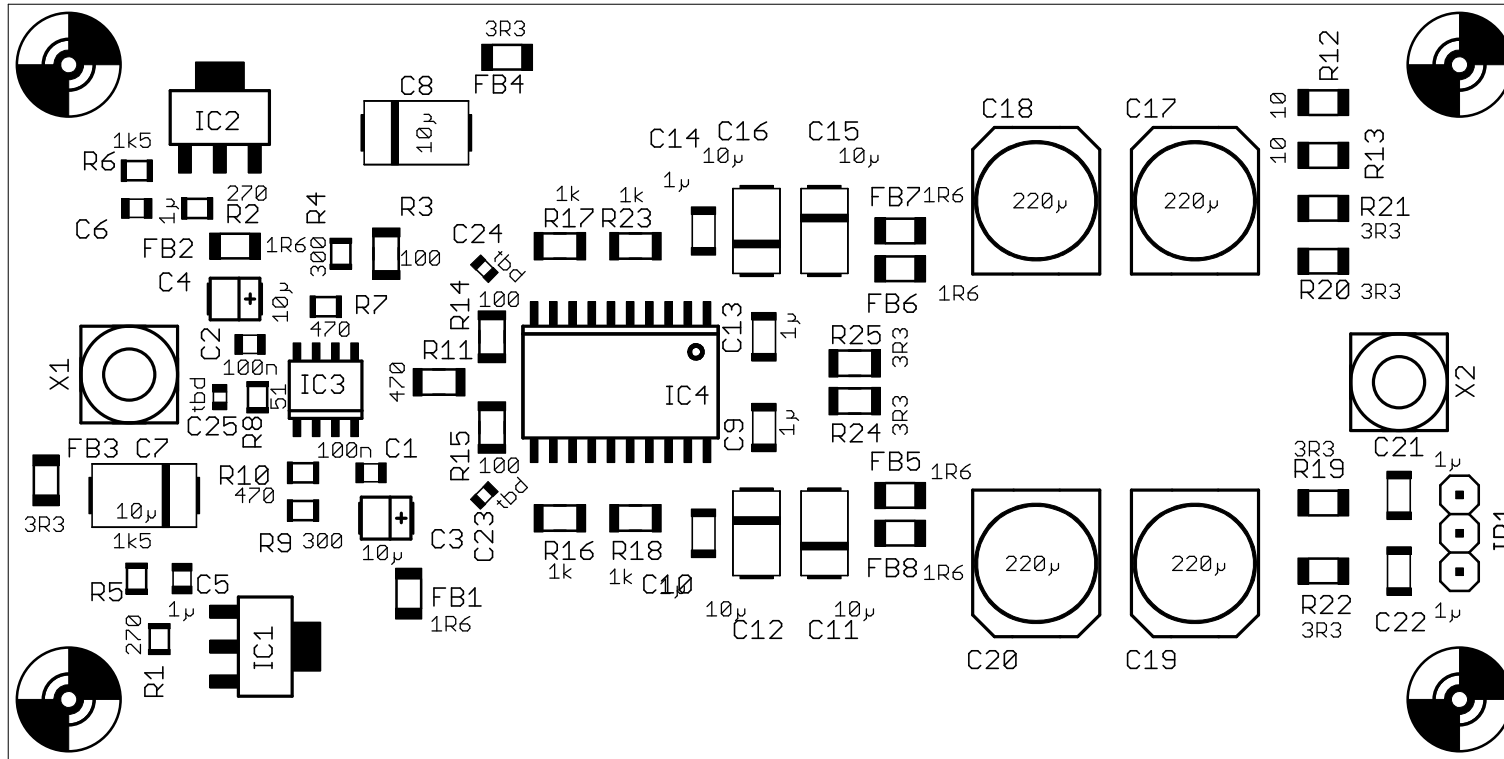 3R3
FB4
R12
10
C8
10µ
IC2
1k5
R6
C18
C17
C14
C16
C15
10µ
10µ
10
R13
1µ
C6
270
R2
R4
300
R3
100
1µ
1k
1k
R17
R23
FB7
1R6
220µ
220µ
R21
3R3
FB2
1R6
C24
tbd
FB6
1R6
R20
3R3
C4
10µ
R7
470
R14
100
C13
1µ
C2
100n
X1
IC3
R11
470
IC4
R25
3R3
X2
tbd
C25
R8
51
C9
1µ
R24
3R3
FB3
C7
100n
C1
R15
100
FB5
1R6
C21
3R3
R19
1µ
R10
470
10µ
3R3
1k5
R9
300
C3
10µ
C23
tbd
R16
1k
R18
1k
C10
1µ
FB8
1R6
220µ
220µ
JP1
R5
C5
1µ
FB1
1R6
10µ
C12
10µ
C11
R22
3R3
C22
1µ
270
R1
IC1
C20
C19